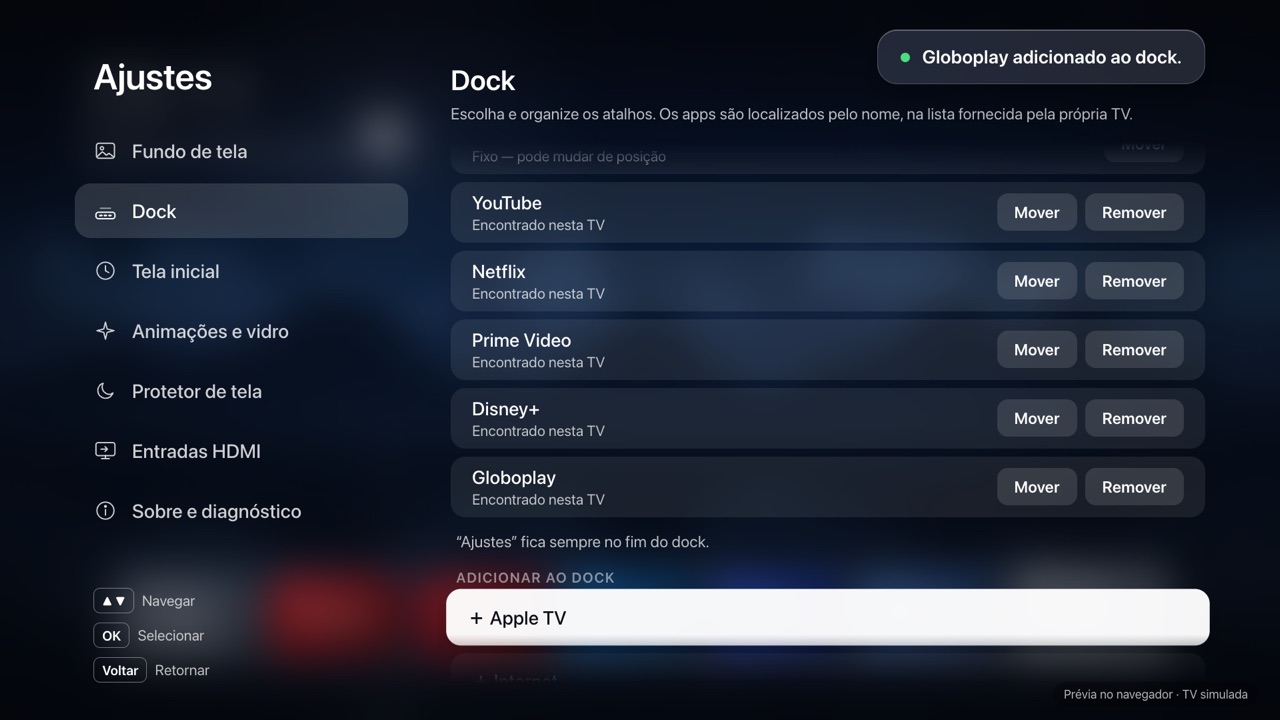 Globoplay adicionado ao dock.
Ajustes
Fundo de tela
Dock
Tela inicial
Animações e vidro
Protetor de tela
Entradas HDMI
Sobre e diagnóstico
▲▼ Navegar
OK Selecionar
Voltar Retornar
Dock
Escolha e organize os atalhos. Os apps são localizados pelo nome, na lista fornecida pela própria TV.
Fixo — pode mudar de posição
Mover
YouTube
Encontrado nesta TV
Mover Remover
Netflix
Encontrado nesta TV
Mover Remover
Prime Video
Encontrado nesta TV
Mover Remover
Disney+
Encontrado nesta TV
Mover Remover
Globoplay
Encontrado nesta TV
Mover Remover
“Ajustes” fica sempre no fim do dock.
ADICIONAR AO DOCK
+ Apple TV
+ Internet
Prévia no navegador · TV simulada